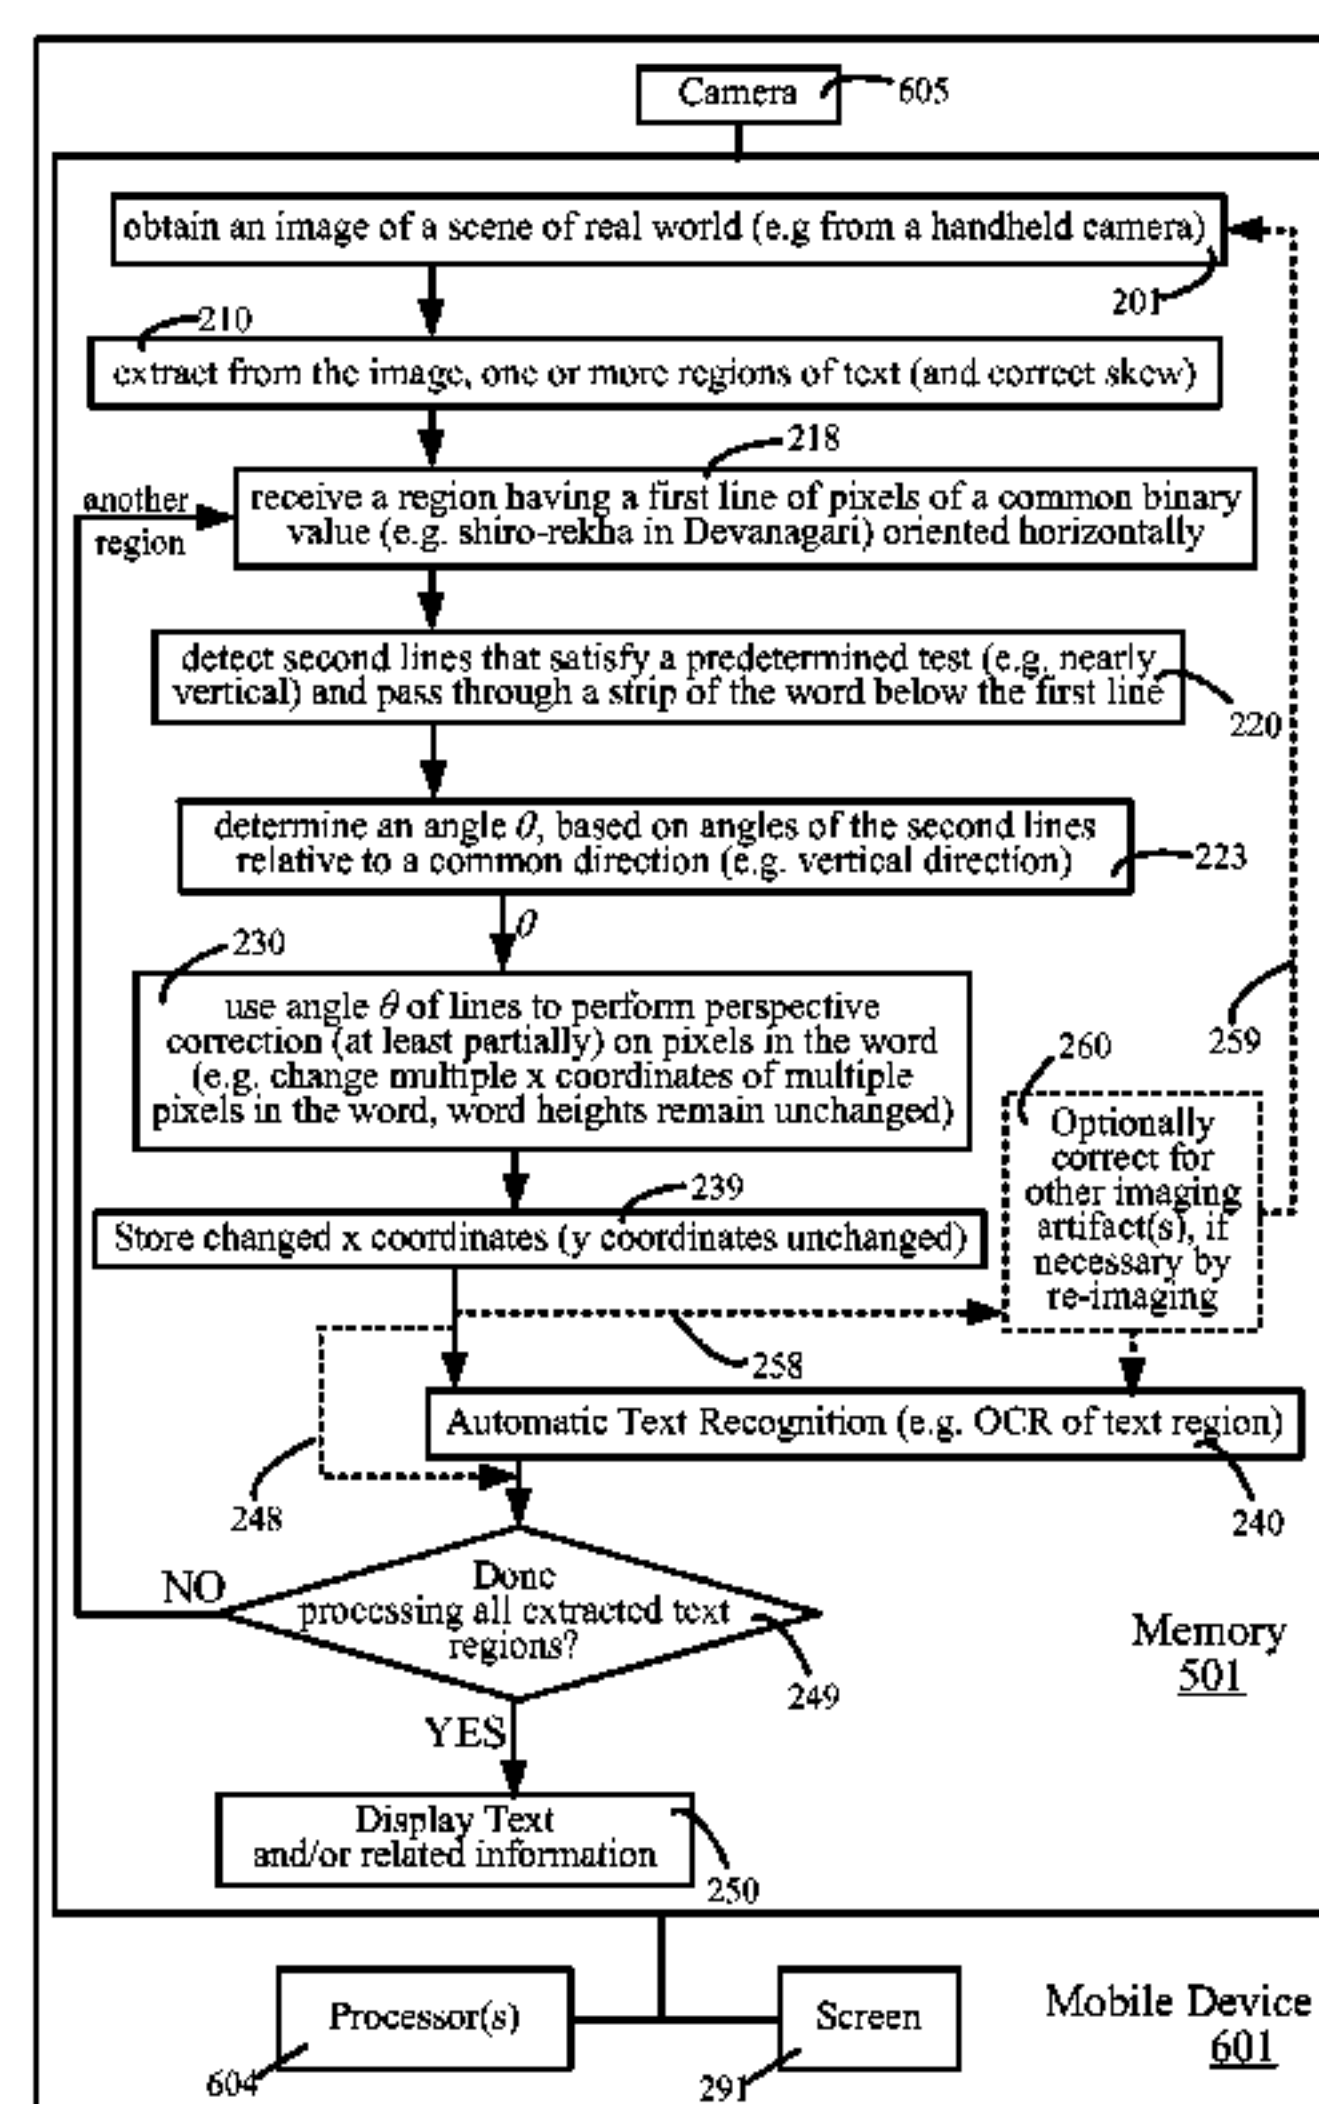 Camera
605
obtain an image of a scene of real world (e.g from a handheld camera)
201
210
extract from the image, one or more regions of text (and correct skew)
218
another
region
receive a region having a first line of pixels of a common binary
value (e.g. shiro-rekha in Devanagari) oriented horizontally
detect second lines that satisfy a predetermined test (e.g. nearly
vertical) and pass through a strip of the word below the first line
220
determine an angle θ, based on angles of the second lines
relative to a common direction (e.g. vertical direction)
223
θ
230
use angle θ of lines to perform perspective
correction (at least partially) on pixels in the word
(e.g. change multiple x coordinates of multiple
pixels in the word, word heights remain unchanged)
259
260
Optionally
correct for
other imaging
artifact(s), if
necessary by
re-imaging
239
Store changed x coordinates (y coordinates unchanged)
258
Automatic Text Recognition (e.g. OCR of text region)
248
240
NO
Done
processing all extracted text
regions?
249
Memory
501
YES
Display Text
and/or related information
250
Processor(s)
604
Screen
291
Mobile Device
601